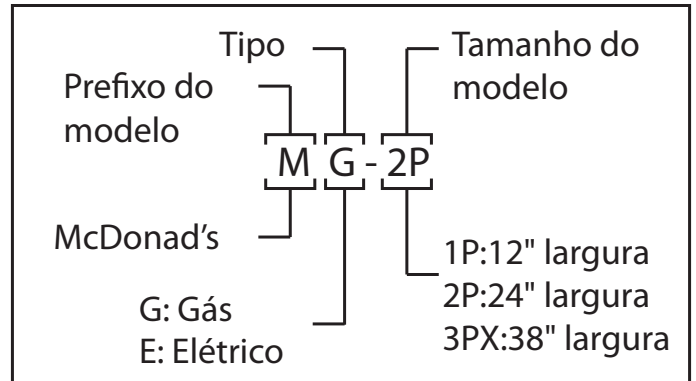 Tipo
Tamanho do
modelo
Prefixo do
modelo
M G - 2P
McDonad's
1P:12" largura
2P:24" largura
3PX:38" largura
G: Gás
E: Elétrico